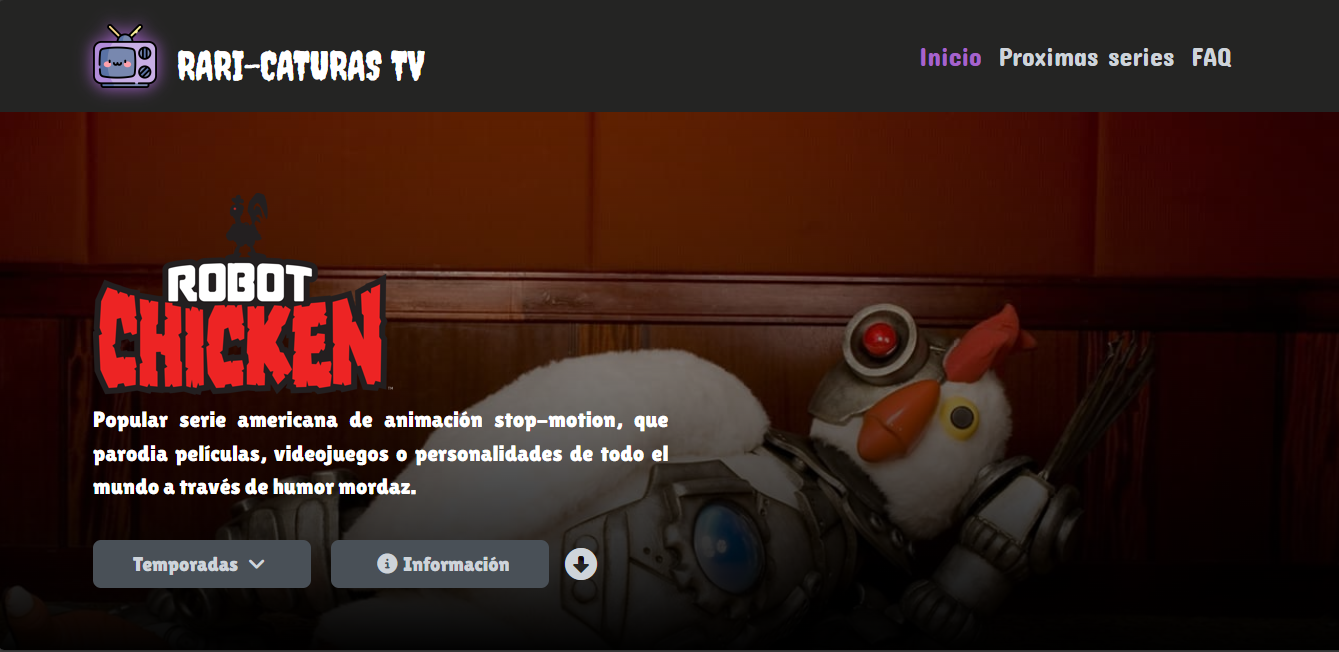 RARI-CATURAS TV
Inicio Proximas series FAQ
ROBOT
CHICKEN
™
Popular serie americana de animación stop-motion, que
parodia películas, videojuegos o personalidades de todo el
mundo a través de humor mordaz.
Temporadas
Información